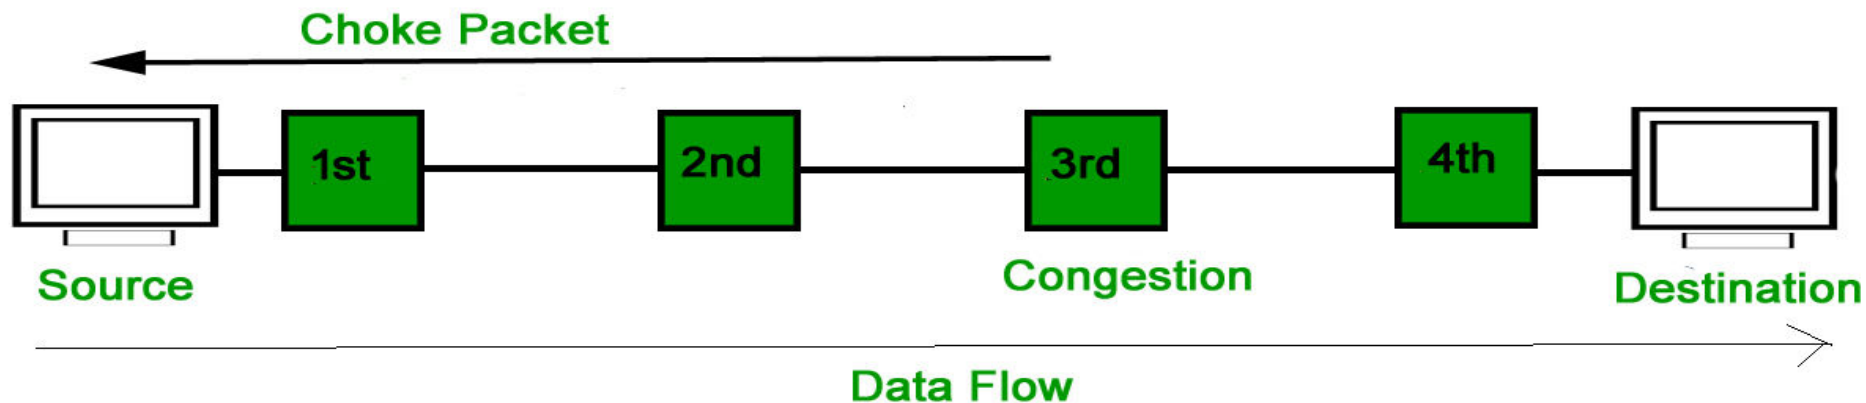 Choke Packet
1st
2nd
3rd
4th
Source
Congestion
Destination
Data Flow